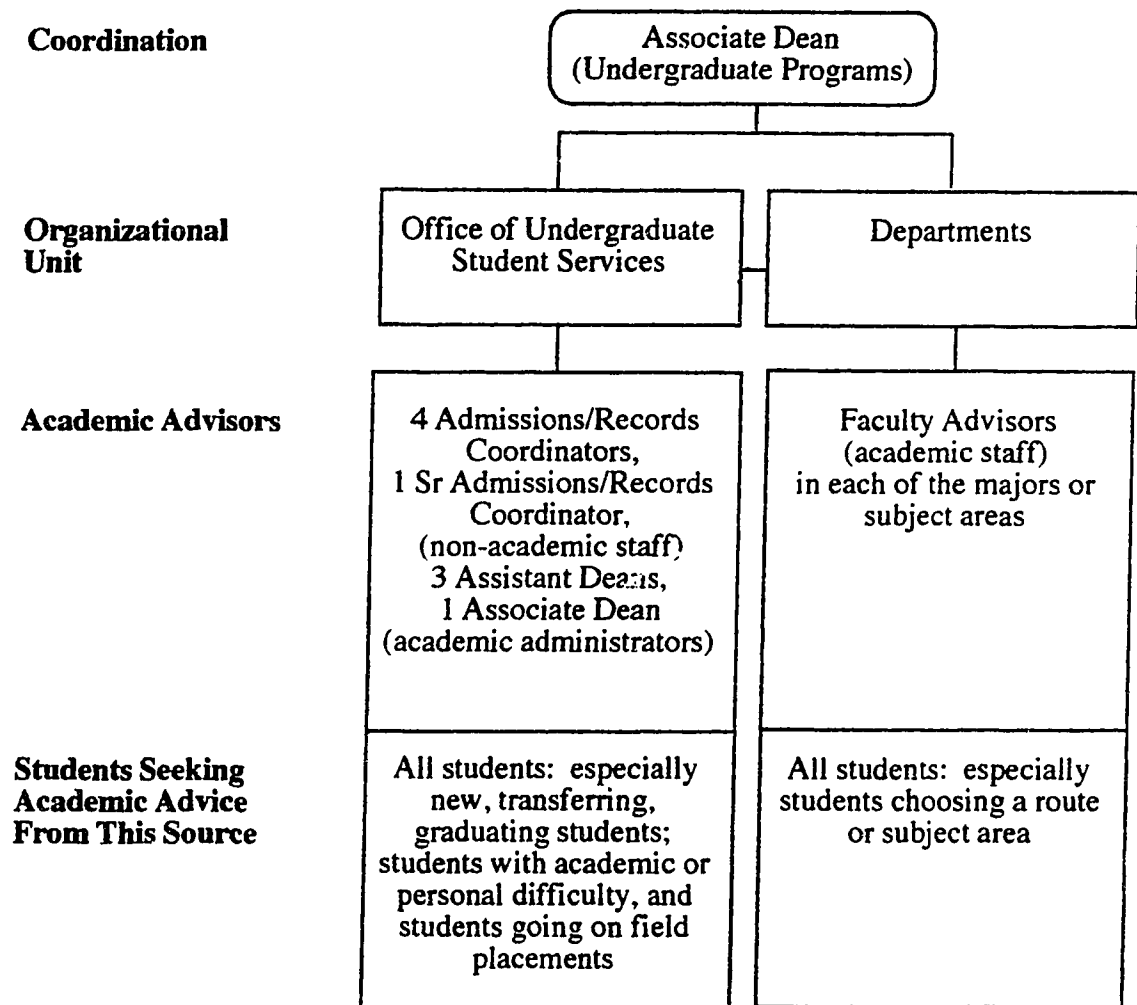 Coordination
Associate Dean
(Undergraduate Programs)
Organizational
Unit
Office of Undergraduate
Student Services
Departments
Academic Advisors
4 Admissions/Records
Coordinators,
1 Sr Admissions/Records
Coordinator,
(non-academic staff)
3 Assistant Deans,
1 Associate Dean
(academic administrators)
Faculty Advisors
(academic staff)
in each of the majors or
subject areas
Students Seeking
Academic Advice
From This Source
All students: especially
new, transferring,
graduating students;
students with academic or
personal difficulty, and
students going on field
placements
All students: especially
students choosing a route
or subject area